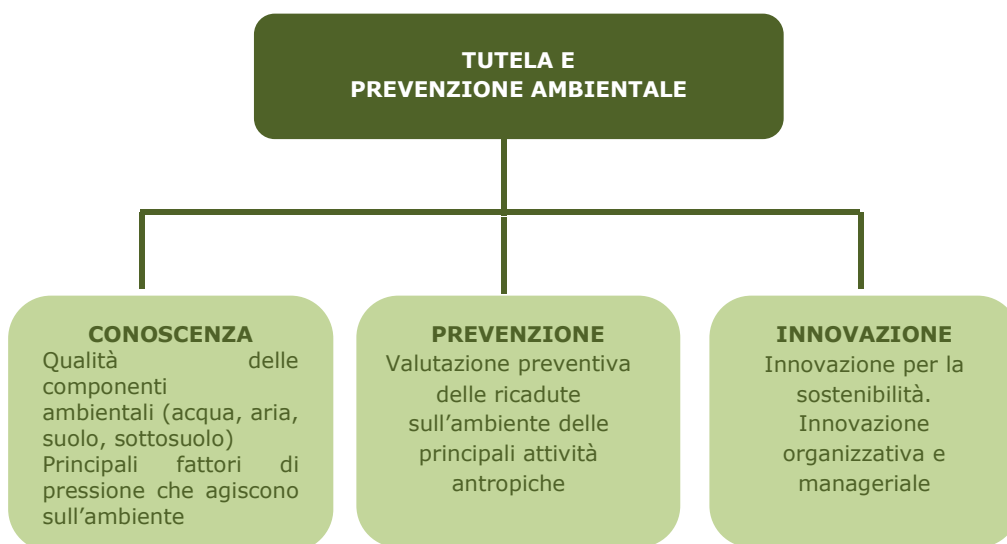 TUTELA E
PREVENZIONE AMBIENTALE
CONOSCENZA
Qualità delle
componenti
ambientali (acqua, aria,
suolo, sottosuolo)
Principali fattori di
pressione che agiscono
sull’ambiente
PREVENZIONE
Valutazione preventiva
delle ricadute
sull’ambiente delle
principali attività
antropiche
INNOVAZIONE
Innovazione per la
sostenibilità.
Innovazione
organizzativa e
manageriale